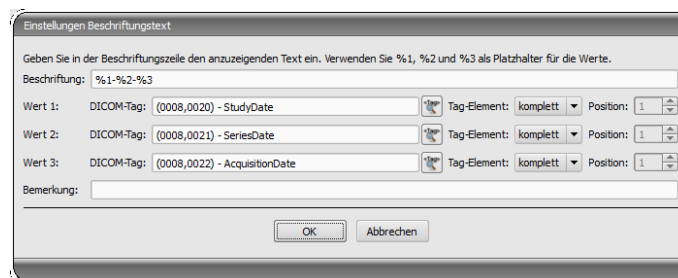 Einstellungen Beschriftungstext
Geben Sie in der Beschriftungszeile den anzuzeigenden Text ein. Verwenden Sie %1, %2 und %3 als Platzhalter für die Werte.
Beschriftung: %1-%2-%3
Wert 1: DICOM-Tag: (0008,0020) - StudyDate Tag-Element: komplett Position: 1
Wert 2: DICOM-Tag: (0008,0021) - SeriesDate Tag-Element: komplett Position: 1
Wert 3: DICOM-Tag: (0008,0022) - AcquisitionDate Tag-Element: komplett Position: 1
Bemerkung:
OK Abbrechen